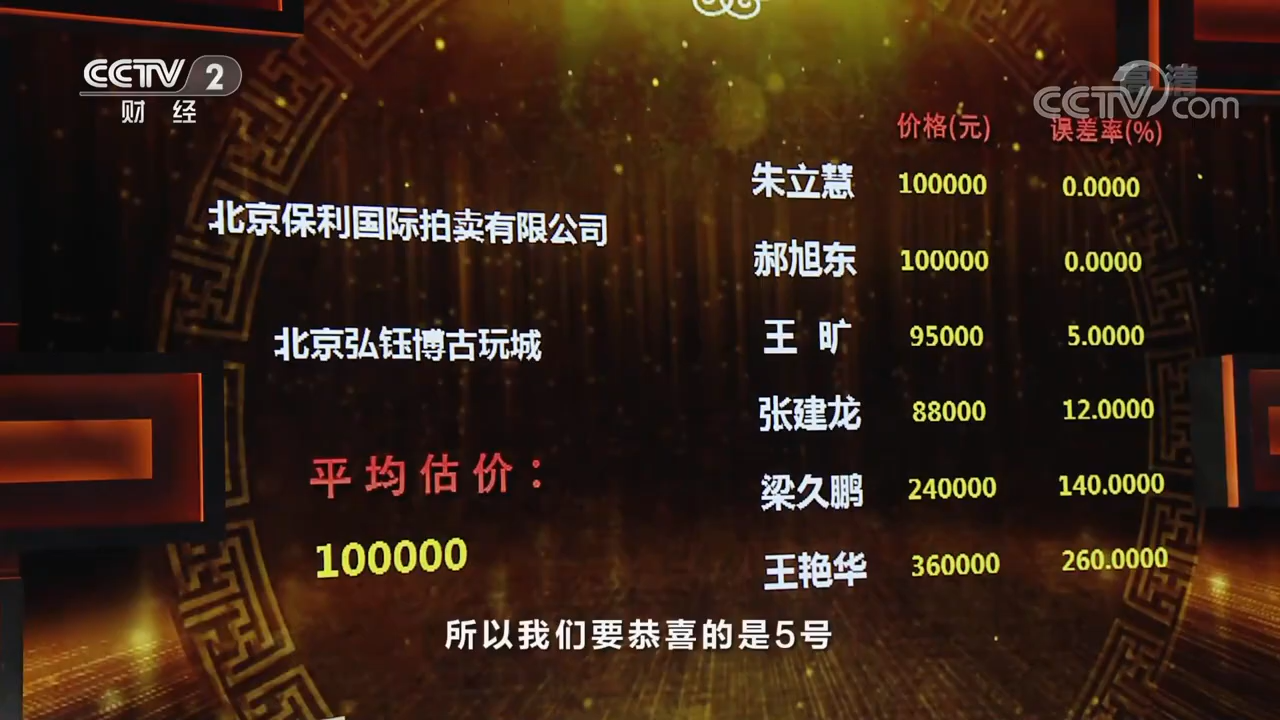 CCTV 2
财经
高清
CCTV.com
价格(元) 误差率(%)
朱立慧 100000 0.0000
北京保利国际拍卖有限公司
郝旭东 100000 0.0000
北京弘钰博古玩城
王旷 95000 5.0000
张建龙 88000 12.0000
平均估价：
梁久鹏 240000 140.0000
100000
王艳华 360000 260.0000
所以我们要恭喜的是5号